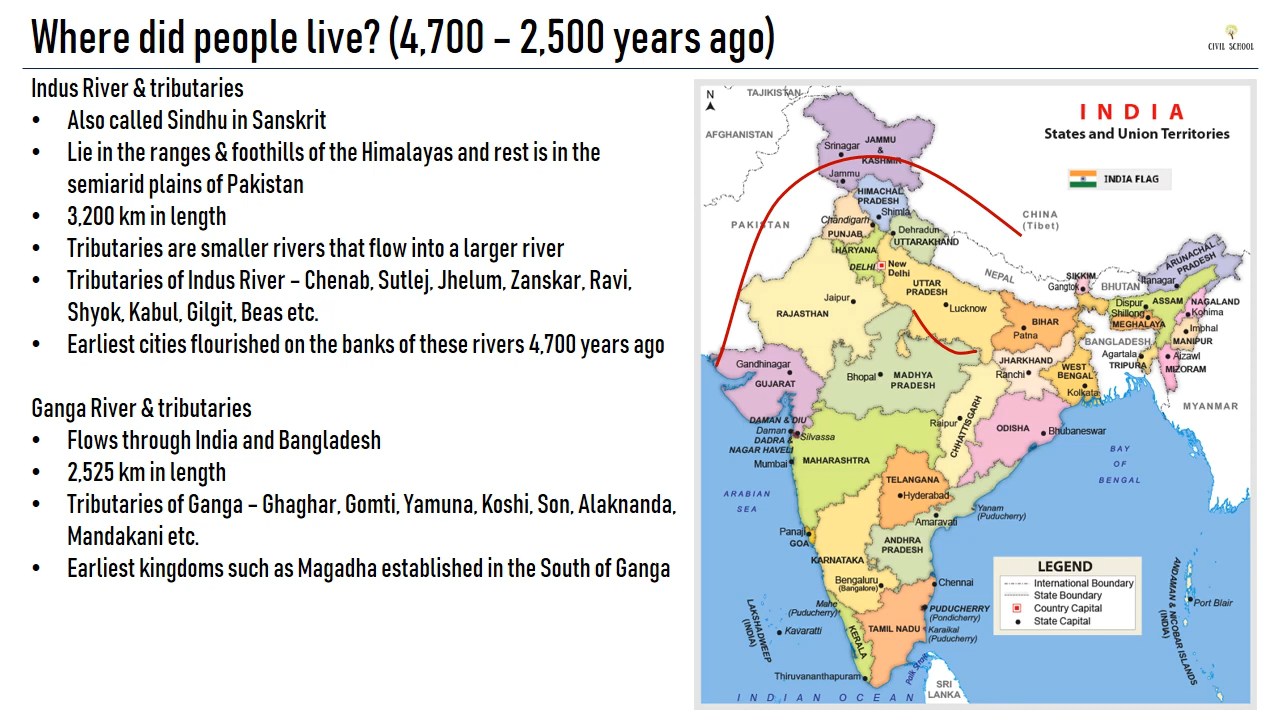 Where did people live? (4,700 – 2,500 years ago)
CIVIL SCHOOL
Indus River & tributaries
• Also called Sindhu in Sanskrit
• Lie in the ranges & foothills of the Himalayas and rest is in the
semiarid plains of Pakistan
• 3,200 km in length
• Tributaries are smaller rivers that flow into a larger river
• Tributaries of Indus River – Chenab, Sutlej, Jhelum, Zanskar, Ravi,
Shyok, Kabul, Gilgit, Beas etc.
• Earliest cities flourished on the banks of these rivers 4,700 years ago
Ganga River & tributaries
• Flows through India and Bangladesh
• 2,525 km in length
• Tributaries of Ganga – Ghaghar, Gomti, Yamuna, Koshi, Son, Alaknanda,
Mandakani etc.
• Earliest kingdoms such as Magadha established in the South of Ganga
N
INDIA
States and Union Territories
INDIA FLAG
TAJIKISTAN
AFGHANISTAN
Srinagar
JAMMU
&
KASHMIR
Jammu
HIMACHAL
PRADESH
Shimla
CHINA
(Tibet)
PAKISTAN
Chandigarh
PUNJAB
Dehradun
UTTARAKHAND
HARYANA
DELHI
New
Delhi
NEPAL
SIKKIM
Gangtok
BHUTAN
ARUNACHAL
PRADESH
Itanagar
UTTAR
PRADESH
Lucknow
Jaipur
RAJASTHAN
BIHAR
Patna
Dispur
ASSAM
NAGALAND
Kohima
Shillong
MEGHALAYA
Imphal
MANIPUR
BANGLADESH
Agartala
TRIPURA
Aizawl
MIZORAM
Gandhinagar
GUJARAT
Bhopal
MADHYA
PRADESH
JHARKHAND
Ranchi
WEST
BENGAL
Kolkata
MYANMAR
DAMAN & DIU
Daman
DADRA &
NAGAR HAVELI
Silvassa
Mumbai
MAHARASHTRA
Raipur
CHHATTISGARH
ODISHA
Bhubaneswar
BAY
OF
BENGAL
ARABIAN
SEA
TELANGANA
Hyderabad
Amaravati
Yanam
(Puducherry)
Panaji
GOA
ANDHRA
PRADESH
KARNATAKA
Bengaluru
(Bangalore)
Chennai
Mahe
(Puducherry)
PUDUCHERRY
(Pondicherry)
TAMIL NADU
Karaikal
(Puducherry)
LAKSHADWEEP
(INDIA)
Kavaratti
KERALA
Thiruvananthapuram
Palk Strait
SRI
LANKA
INDIAN OCEAN
LEGEND
International Boundary
State Boundary
Country Capital
State Capital
ANDAMAN & NICOBAR ISLANDS
(INDIA)
Port Blair